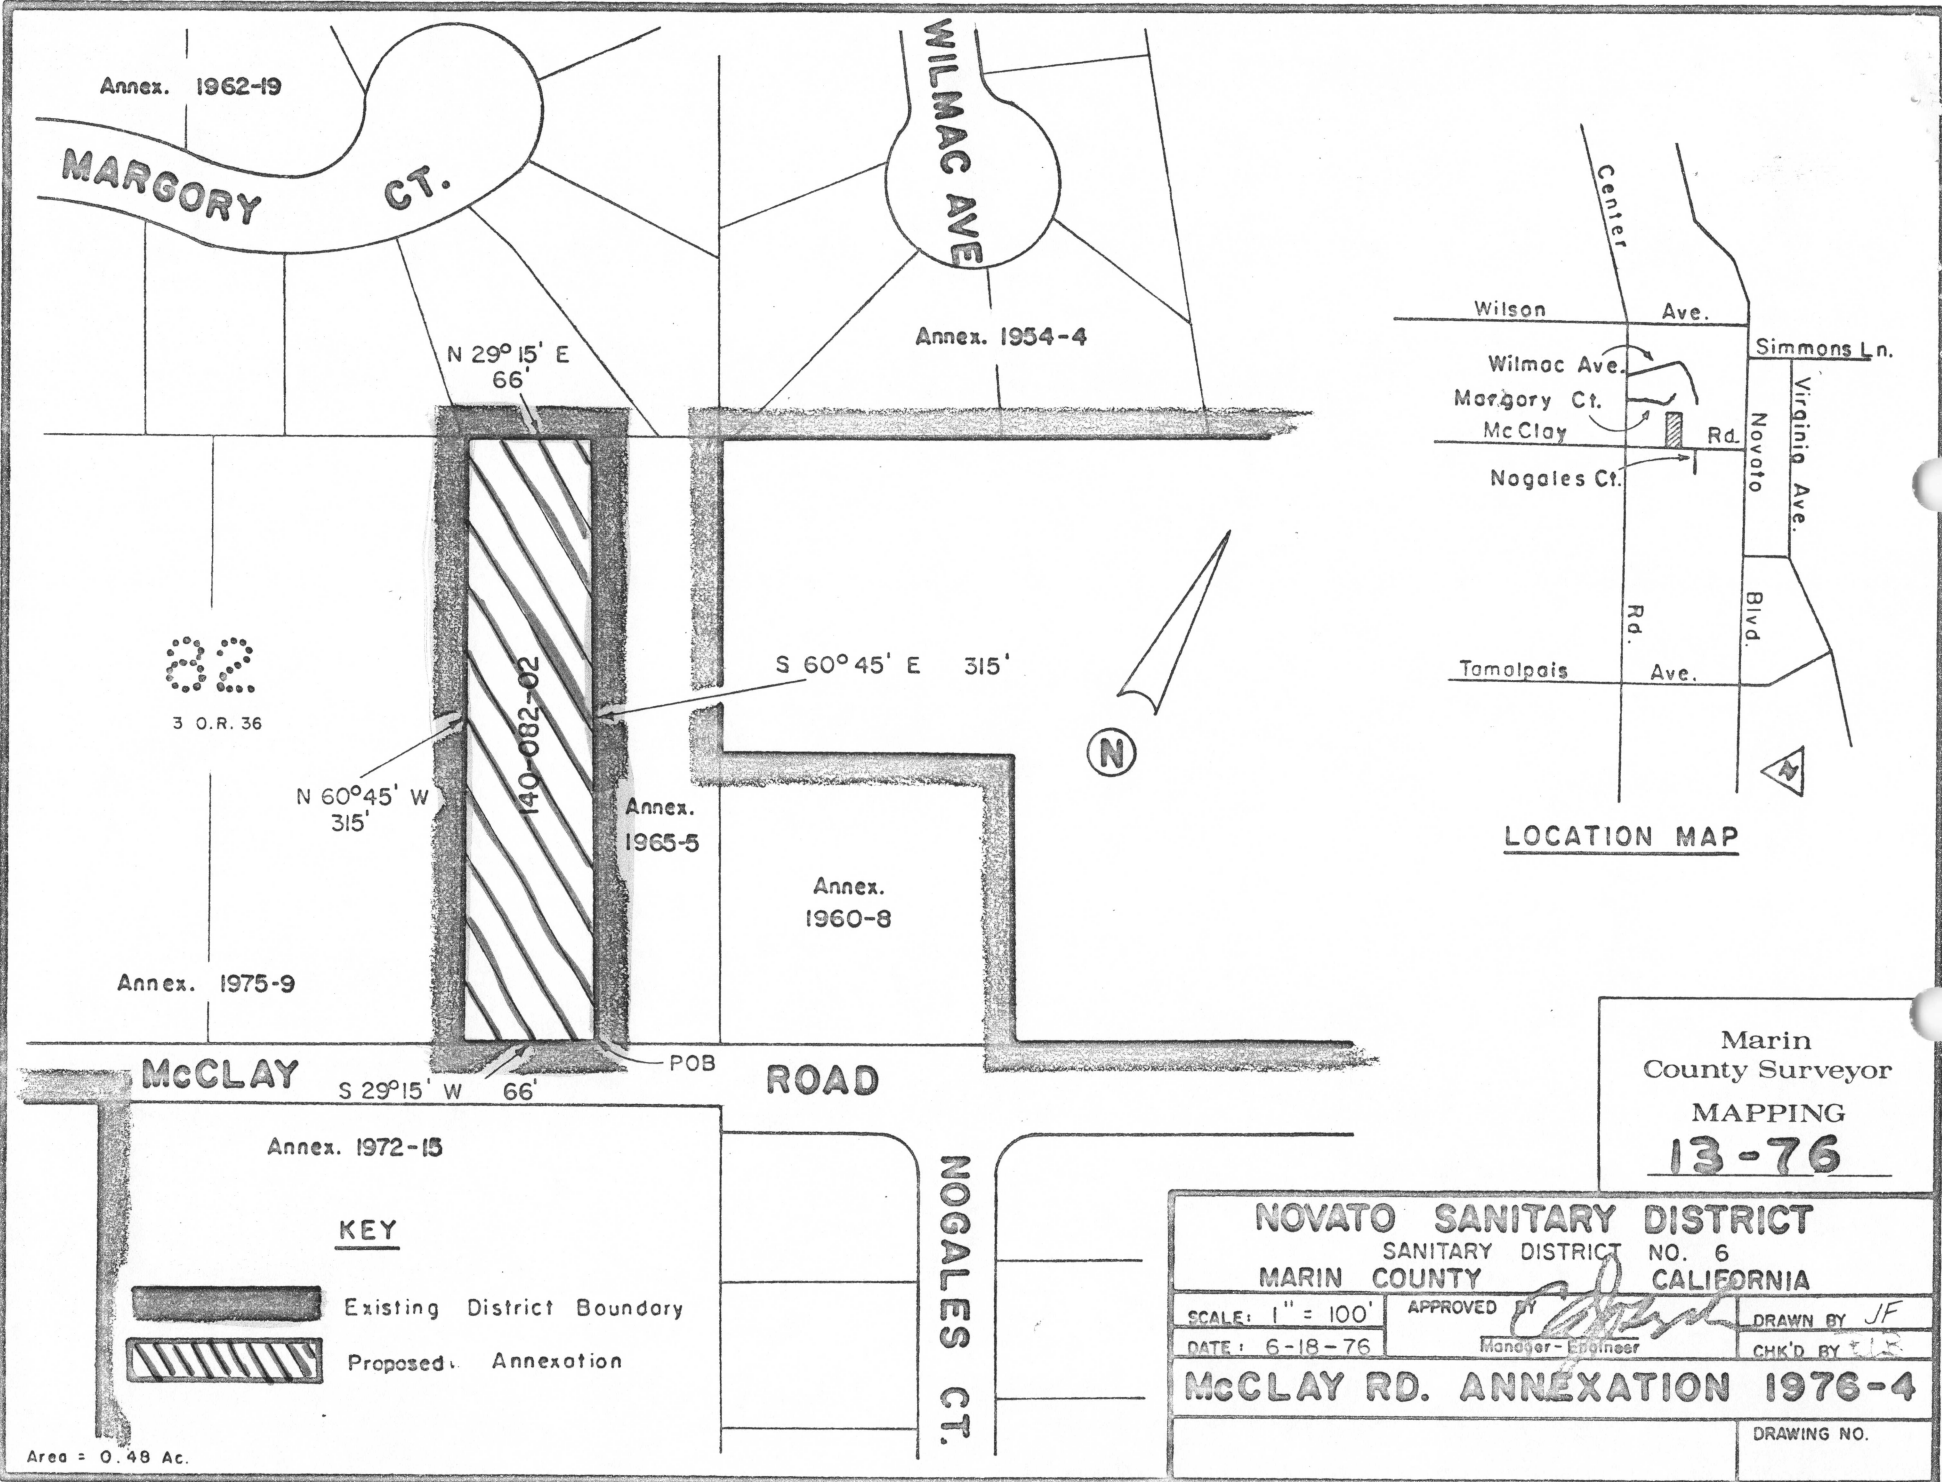 Annex. 1962-19
MARGORY CT.
WILMAC AVE
Annex. 1954-4
N 29° 15' E
66'
82
3 O.R. 36
140-082-02
S 60° 45' E 315'
N 60° 45' W
315'
Annex.
1965-5
Annex.
1960-8
Annex. 1975-9
N
McCLAY ROAD
POB
S 29° 15' W 66'
Annex. 1972-15
NOGALES CT.
KEY
Existing District Boundary
Proposed Annexation
Area = 0.48 Ac.
Center Rd.
Wilson Ave.
Simmons Ln.
Wilmac Ave.
Margory Ct.
McClay Rd.
Nogales Ct.
Novato Blvd.
Virginia Ave.
Tamalpais Ave.
N
LOCATION MAP
Marin
County Surveyor
MAPPING
13-76
NOVATO SANITARY DISTRICT
SANITARY DISTRICT NO. 6
MARIN COUNTY CALIFORNIA
SCALE: 1" = 100'
APPROVED BY
Manager-Engineer
DRAWN BY JF
DATE: 6-18-76
CHK'D BY
McCLAY RD. ANNEXATION 1976-4
DRAWING NO.